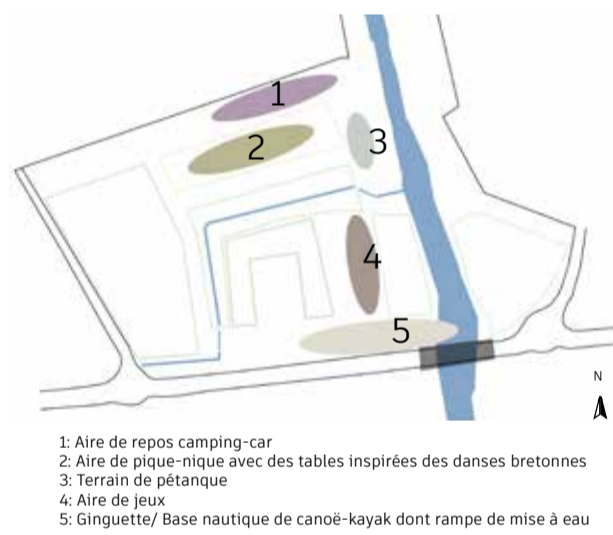 1
2
3
4
5
N
1: Aire de repos camping-car
2: Aire de pique-nique avec des tables inspirées des danses bretonnes
3: Terrain de pétanque
4: Aire de jeux
5: Ginguette/ Base nautique de canoë-kayak dont rampe de mise à eau